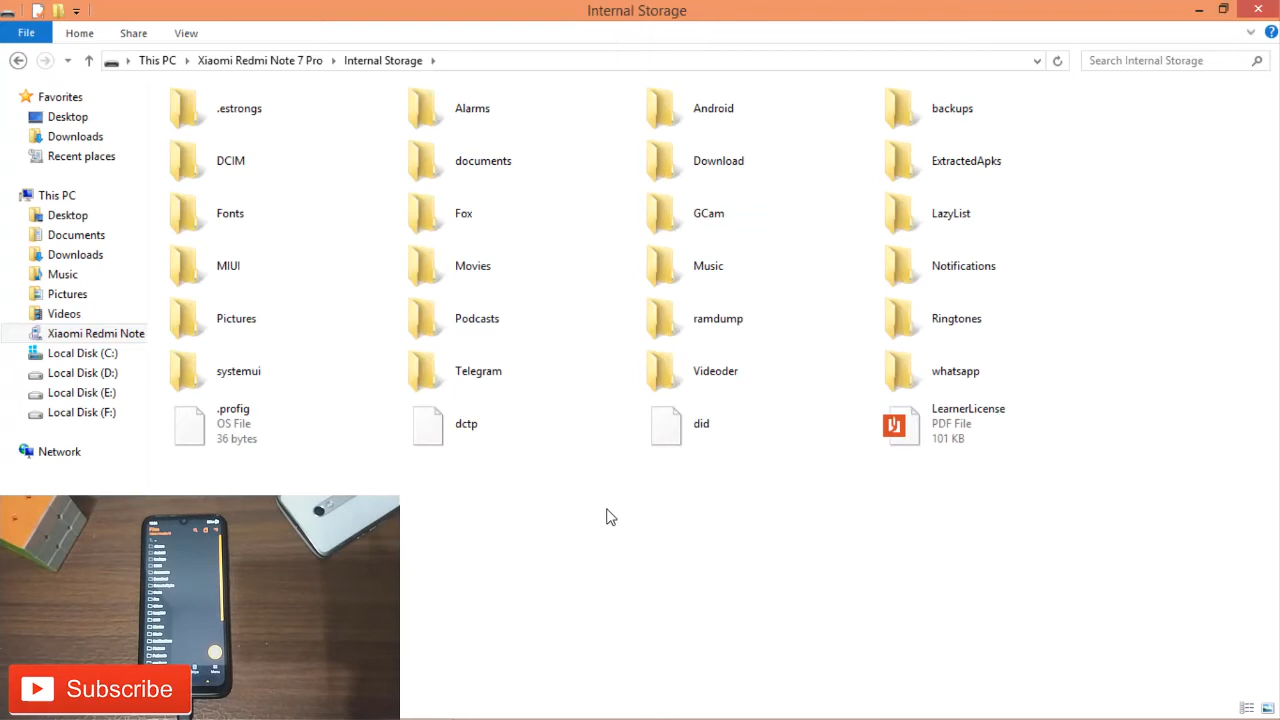 Internal Storage
File
Home
Share
View
This PC
Xiaomi Redmi Note 7 Pro
Internal Storage
Search Internal Storage
Favorites
Desktop
Downloads
Recent places
This PC
Desktop
Documents
Downloads
Music
Pictures
Videos
Xiaomi Redmi Note
Local Disk (C:)
Local Disk (D:)
Local Disk (E:)
Local Disk (F:)
Network
.estrongs
Alarms
Android
backups
DCIM
documents
Download
ExtractedApks
Fonts
Fox
GCam
LazyList
MIUI
Movies
Music
Notifications
Pictures
Podcasts
ramdump
Ringtones
systemui
Telegram
Videoder
whatsapp
.profig
OS File
36 bytes
dctp
did
LearnerLicense
PDF File
101 KB
Files
Subscribe